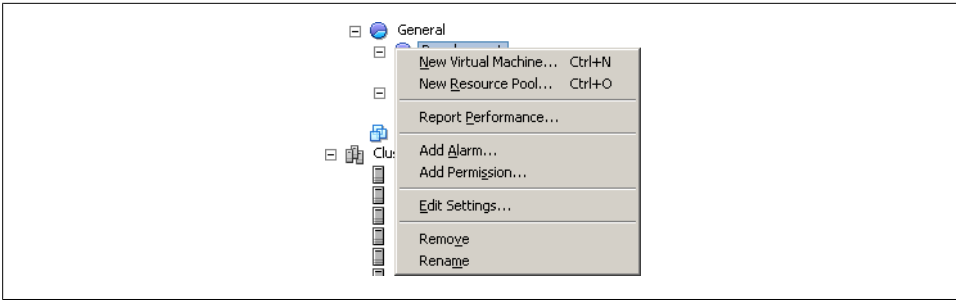 General
New Virtual Machine... Ctrl+N
New Resource Pool... Ctrl+O
Report Performance...
Add Alarm...
Clu
Add Permission...
Edit Settings...
Remove
Rename